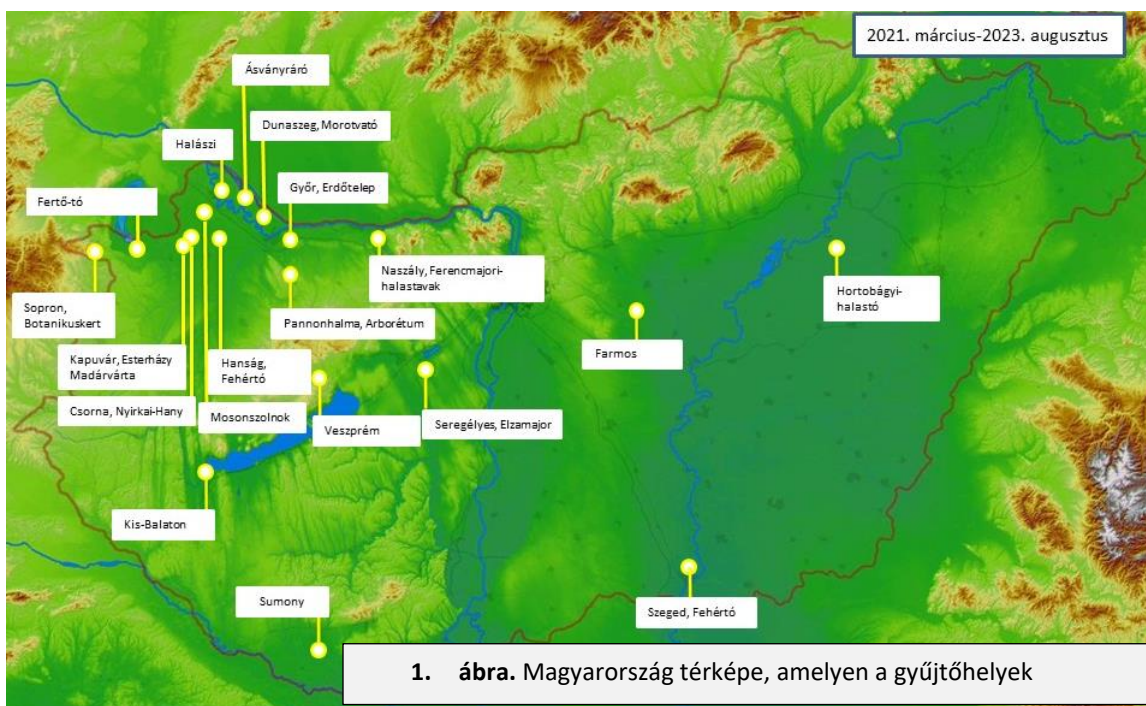 2021. március-2023. augusztus
Ásványráró
Dunaszeg, Morotvató
Halászi
Győr, Erdőtelep
Fertő-tó
Naszály, Ferencmajori-
halastavak
Hortobágyi-
halastó
Sopron,
Botanikuskert
Pannonhalma, Arborétum
Farmos
Kapuvár, Esterházy
Madárvárta
Hanság,
Fehértó
Csorna, Nyirkai-Hany
Mosonszolnok
Veszprém
Seregélyes, Elzamajor
Kis-Balaton
Sumony
Szeged, Fehértó
1. ábra. Magyarország térképe, amelyen a gyűjtőhelyek